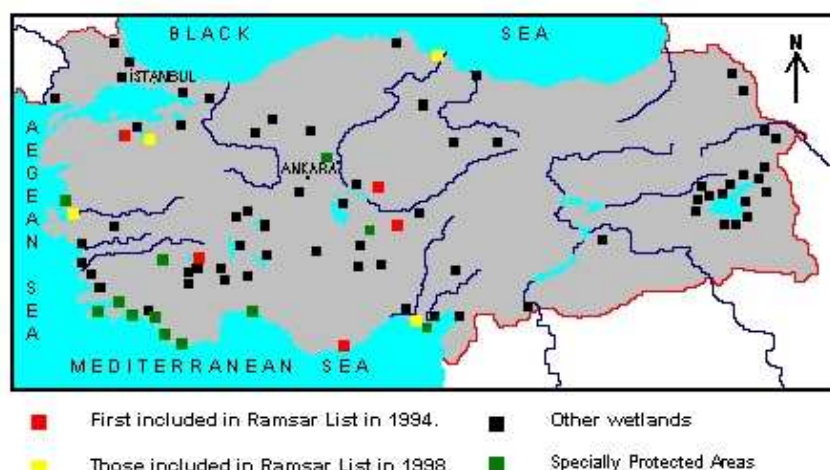 BLACK SEA
N
İSTANBUL
AEGEAN SEA
ANKARA
MEDITERRANEAN SEA
First included in Ramsar List in 1994.
Other wetlands
Those included in Ramsar List in 1998.
Specially Protected Areas